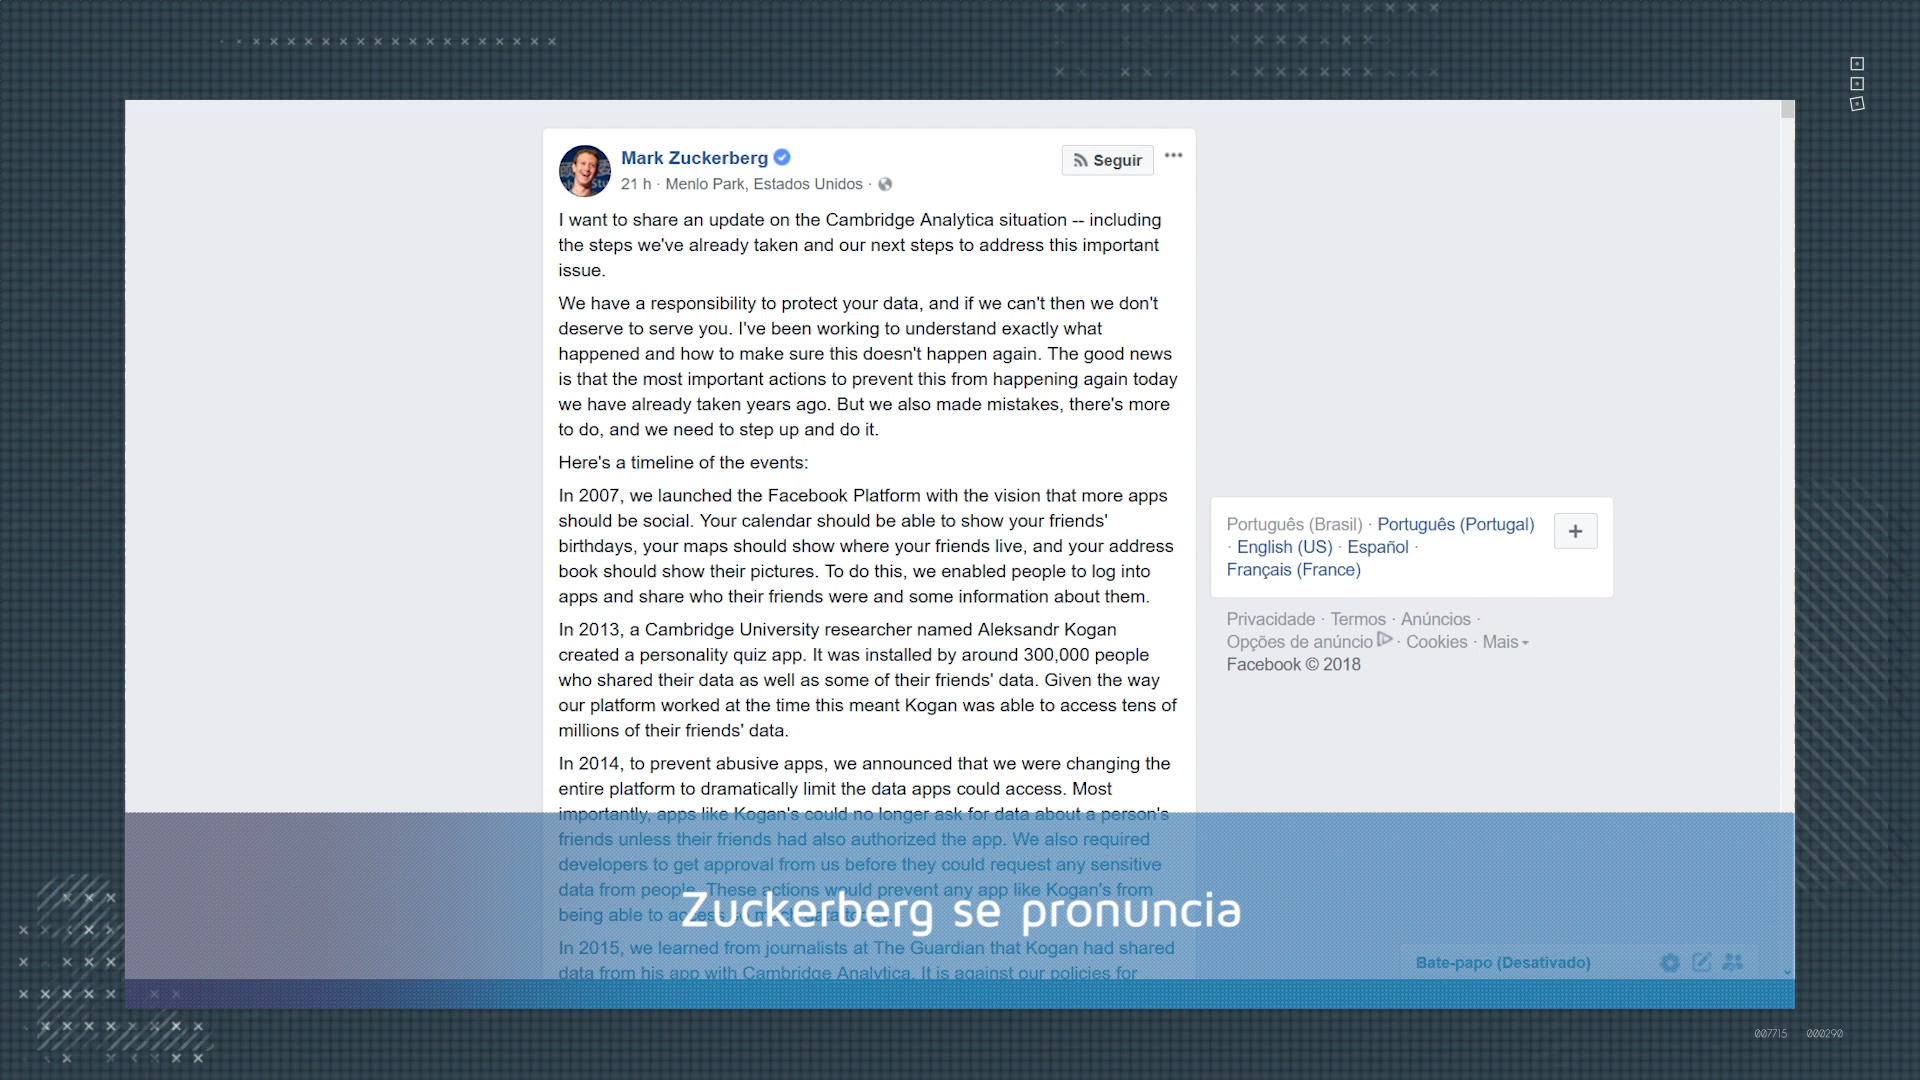 Mark Zuckerberg
Seguir
21 h · Menlo Park, Estados Unidos ·
I want to share an update on the Cambridge Analytica situation -- including
the steps we've already taken and our next steps to address this important
issue.
We have a responsibility to protect your data, and if we can't then we don't
deserve to serve you. I've been working to understand exactly what
happened and how to make sure this doesn't happen again. The good news
is that the most important actions to prevent this from happening again today
we have already taken years ago. But we also made mistakes, there's more
to do, and we need to step up and do it.
Here's a timeline of the events:
In 2007, we launched the Facebook Platform with the vision that more apps
should be social. Your calendar should be able to show your friends'
birthdays, your maps should show where your friends live, and your address
book should show their pictures. To do this, we enabled people to log into
apps and share who their friends were and some information about them.
In 2013, a Cambridge University researcher named Aleksandr Kogan
created a personality quiz app. It was installed by around 300,000 people
who shared their data as well as some of their friends' data. Given the way
our platform worked at the time this meant Kogan was able to access tens of
millions of their friends' data.
In 2014, to prevent abusive apps, we announced that we were changing the
entire platform to dramatically limit the data apps could access. Most
importantly, apps like Kogan's could no longer ask for data about a person's
friends unless their friends had also authorized the app. We also required
developers to get approval from us before they could request any sensitive
data from people. These actions would prevent any app like Kogan's from
being able to access so much data today.
In 2015, we learned from journalists at The Guardian that Kogan had shared
data from his app with Cambridge Analytica. It is against our policies for
Zuckerberg se pronuncia
Português (Brasil) · Português (Portugal)
· English (US) · Español ·
Français (France)
+
Privacidade · Termos · Anúncios ·
Opções de anúncio · Cookies · Mais
Facebook © 2018
Bate-papo (Desativado)
007715 000290